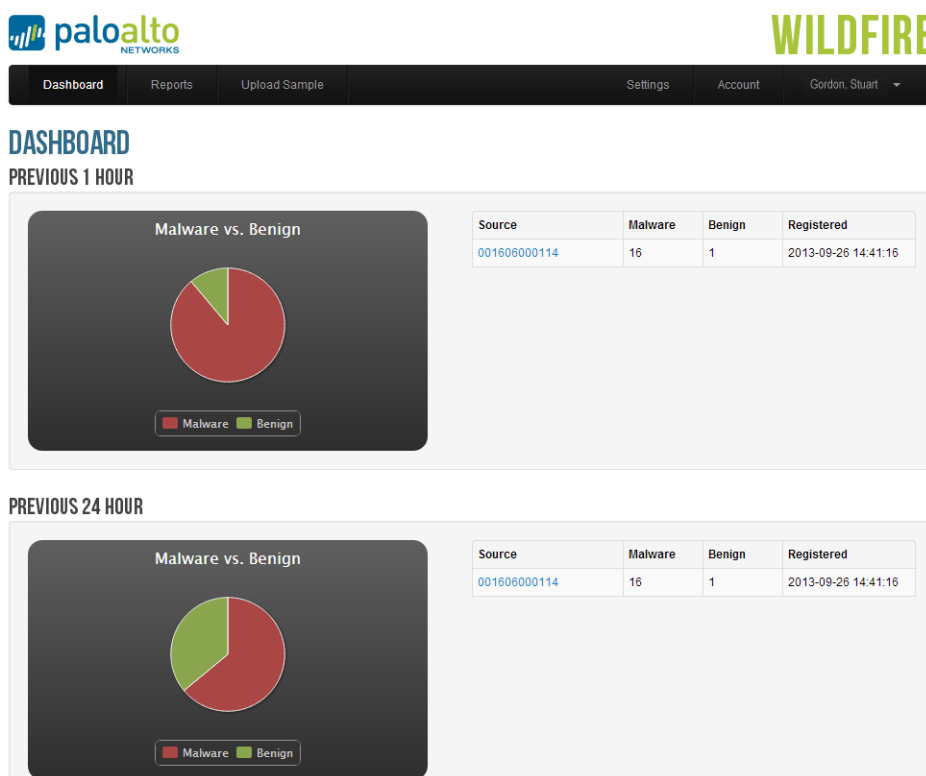 paloalto
NETWORKS
WILDFIRE
Dashboard Reports Upload Sample Settings Account Gordon, Stuart
DASHBOARD
PREVIOUS 1 HOUR
Malware vs. Benign
Malware Benign
Source Malware Benign Registered
001606000114 16 1 2013-09-26 14:41:16
PREVIOUS 24 HOUR
Malware vs. Benign
Malware Benign
Source Malware Benign Registered
001606000114 16 1 2013-09-26 14:41:16